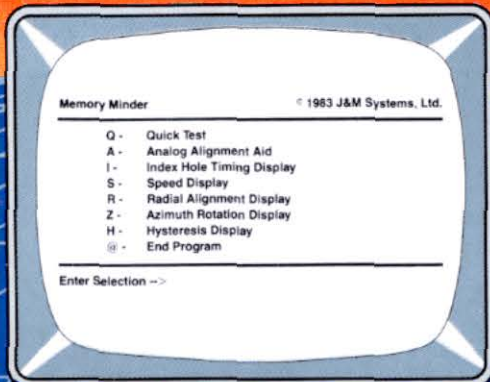 Memory Minder © 1983 J&M Systems, Ltd.
Q - Quick Test
A - Analog Alignment Aid
I - Index Hole Timing Display
S - Speed Display
R - Radial Alignment Display
Z - Azimuth Rotation Display
H - Hysteresis Display
@ - End Program
Enter Selection -->